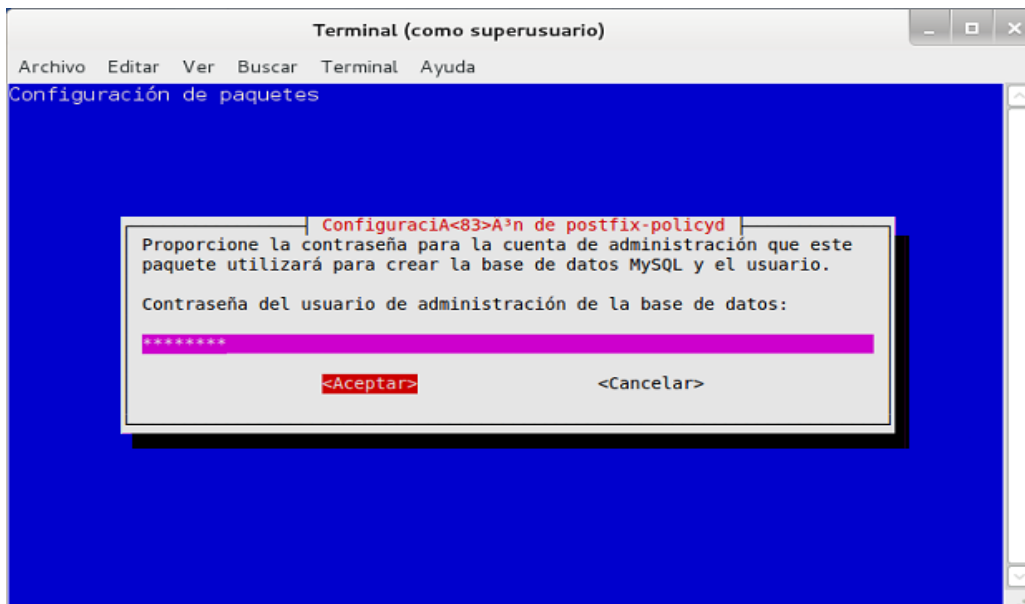 Terminal (como superusuario)
Archivo Editar Ver Buscar Terminal Ayuda
Configuración de paquetes
ConfiguraciA<83>A³n de postfix-policyd
Proporcione la contraseña para la cuenta de administración que este
paquete utilizará para crear la base de datos MySQL y el usuario.
Contraseña del usuario de administración de la base de datos:
********
<Aceptar> <Cancelar>